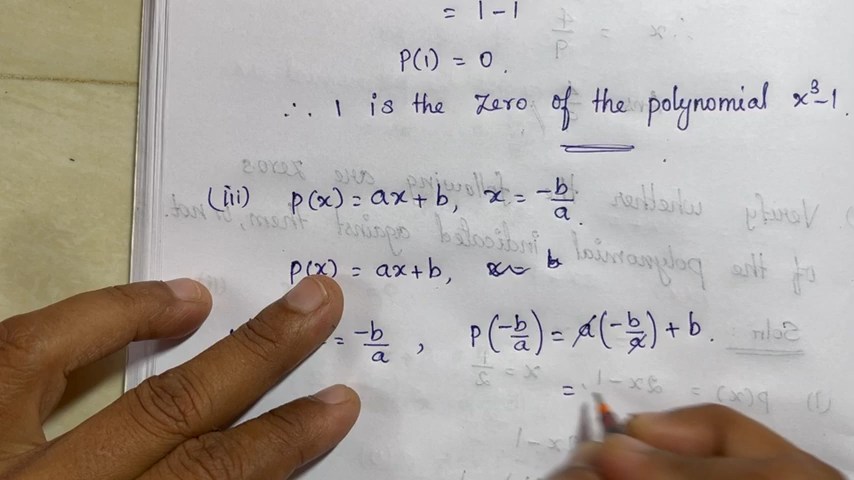 = 1 - 1
P(1) = 0.
∴ 1 is the zero of the polynomial x³-1.
(iii) P(x) = ax+b, x = -b/a.
P(x) = ax+b,
= -b/a , P(-b/a) = a(-b/a) + b.
=